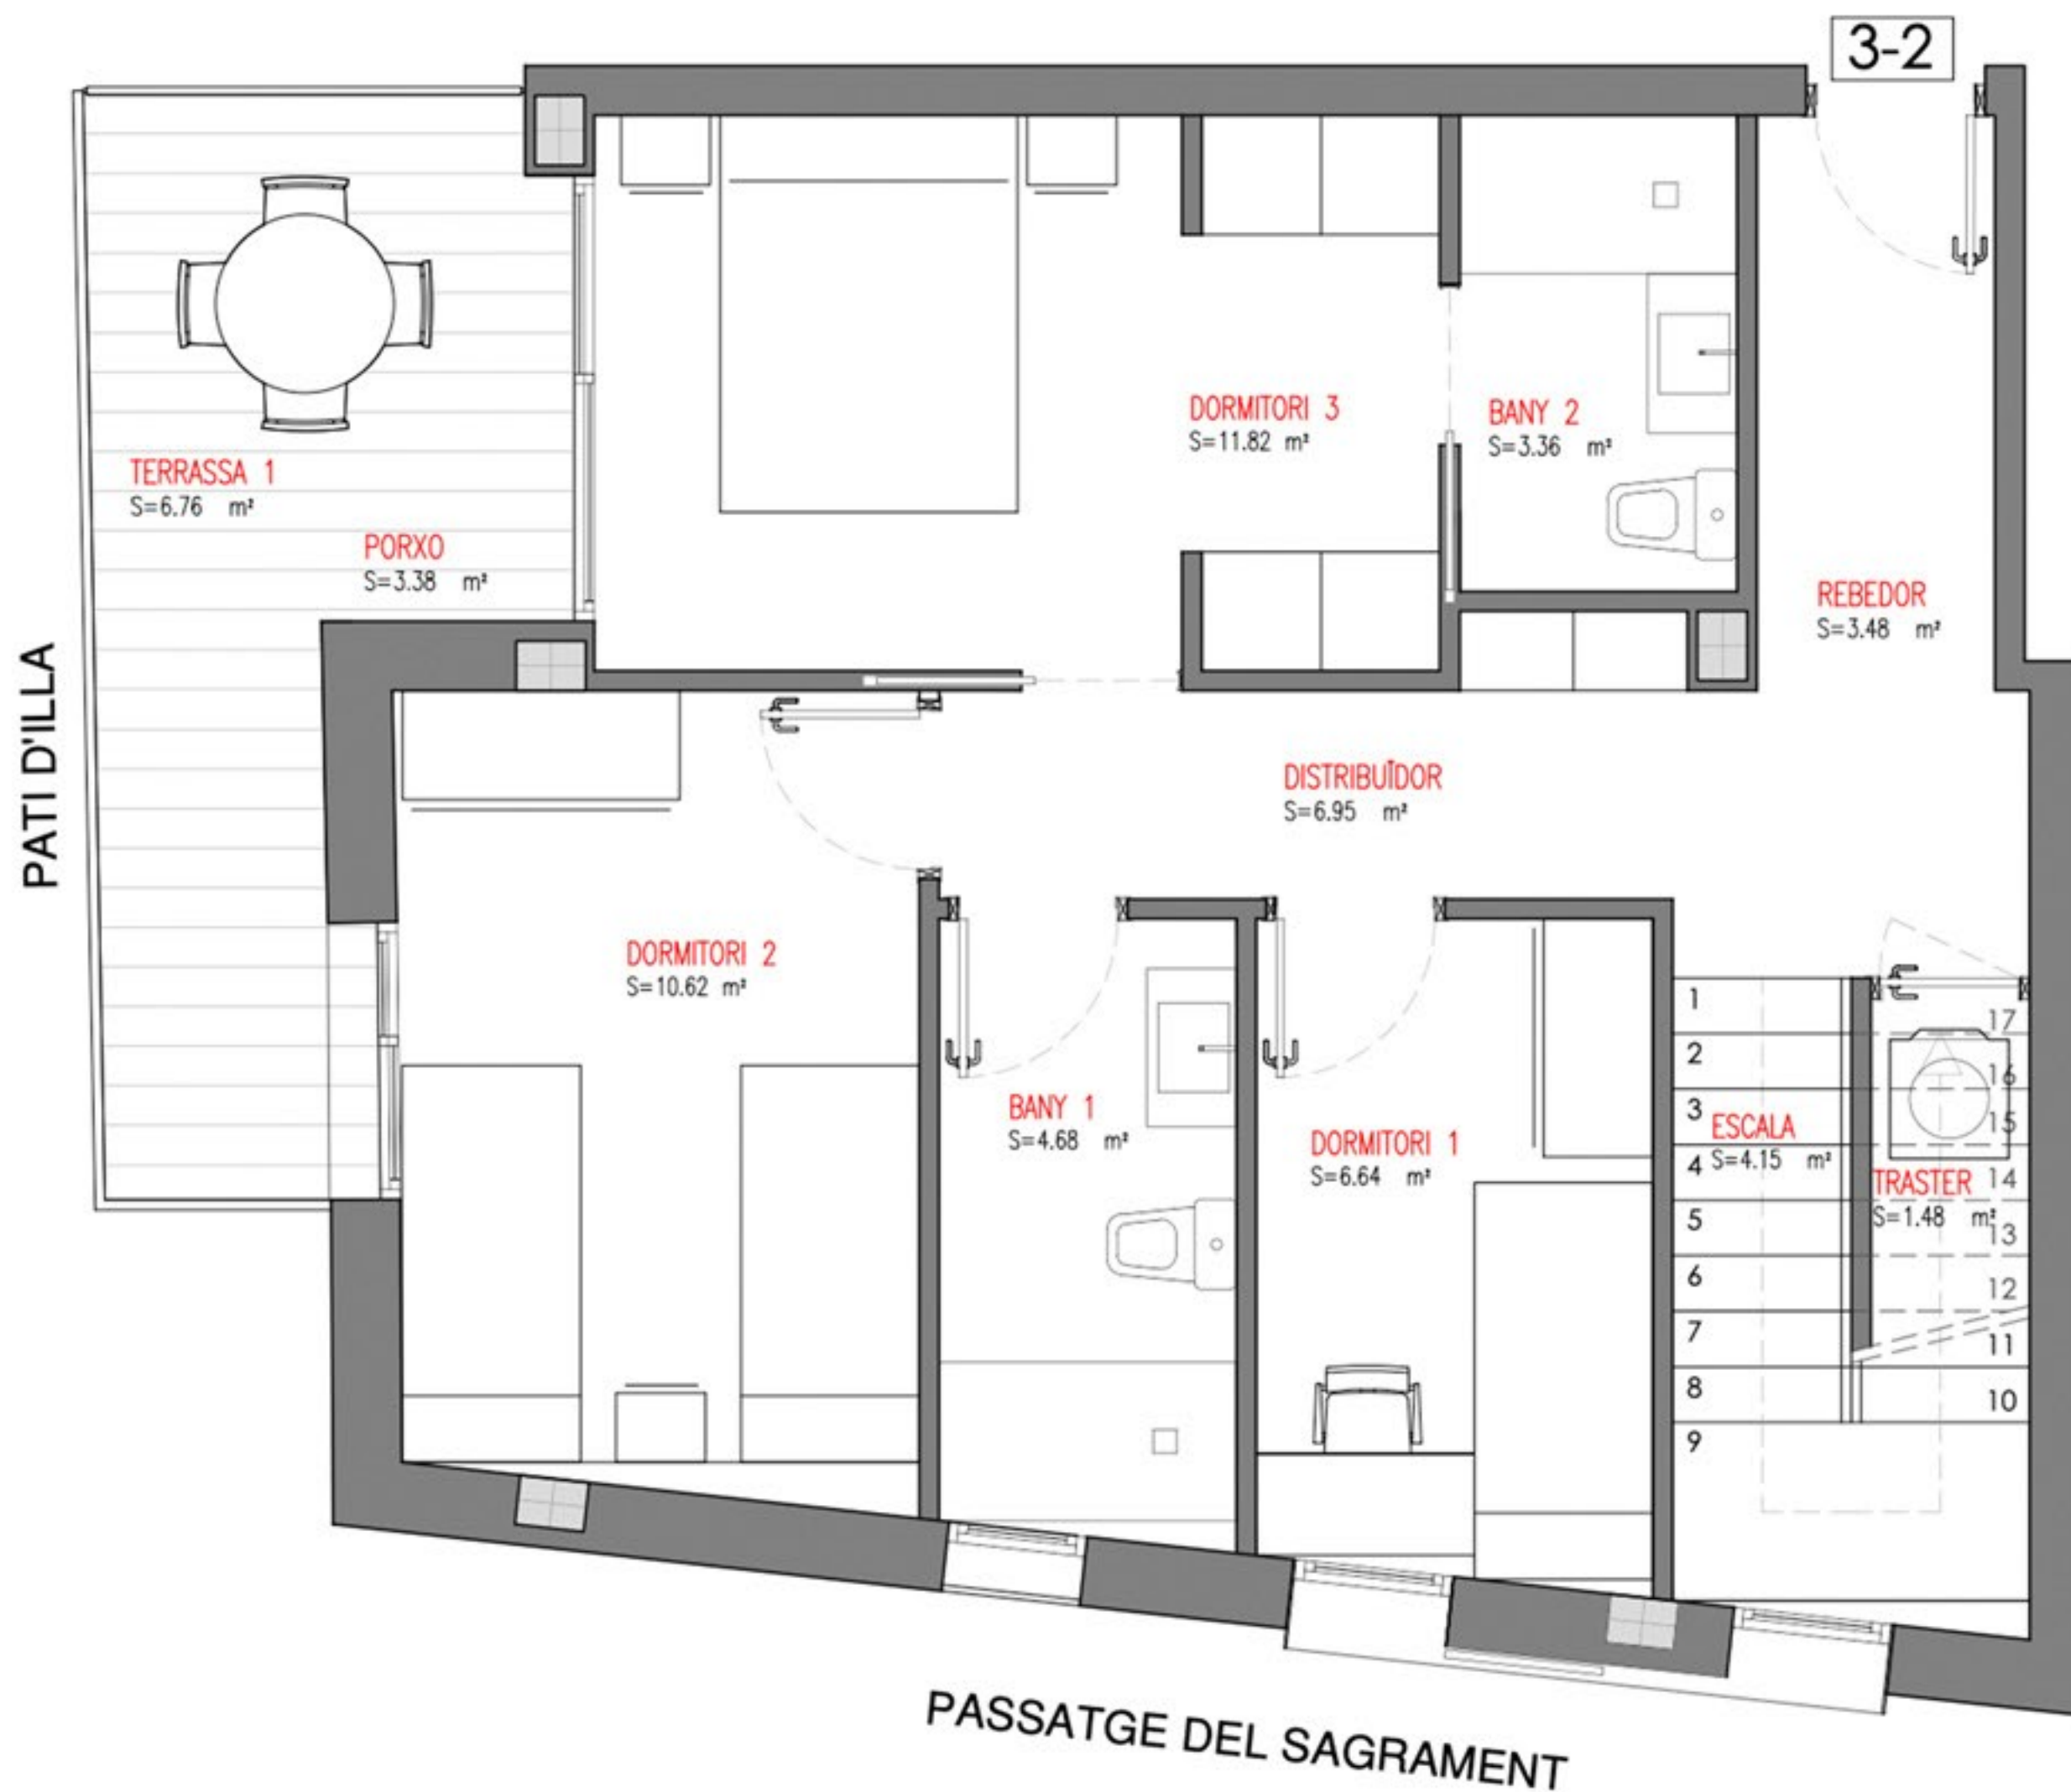 3-2
DORMITORI 3
S=11.82 m²
BANY 2
S=3.36 m²
TERRASSA 1
S=6.76 m²
PORXO
S=3.38 m²
REBEDOR
S=3.48 m²
PATI D'ILLA
DISTRIBUÏDOR
S=6.95 m²
DORMITORI 2
S=10.62 m²
BANY 1
S=4.68 m²
DORMITORI 1
S=6.64 m²
1
2
3
4
5
6
7
8
9
ESCALA
S=4.15 m²
TRASTER
S=1.48 m²
17
16
15
14
13
12
11
10
PASSATGE DEL SAGRAMENT